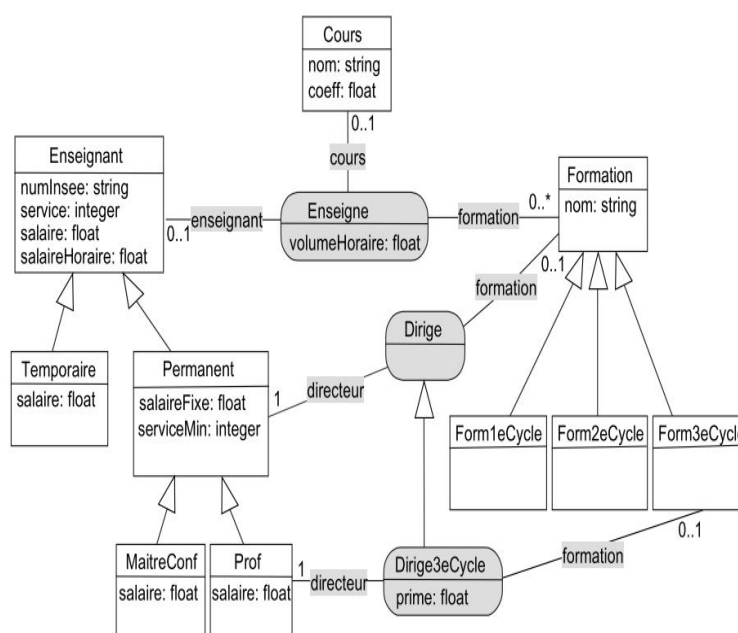 Cours
nom: string
coeff: float
0..1
cours
Enseignant
numInsee: string
service: integer
salaire: float
salaireHoraire: float
0..1
enseignant
Enseigne
volumeHoraire: float
formation
0..*
Formation
nom: string
0..1
formation
Dirige
directeur
1
Temporaire
salaire: float
Permanent
salaireFixe: float
serviceMin: integer
Form1eCycle
Form2eCycle
Form3eCycle
0..1
formation
MaitreConf
salaire: float
Prof
salaire: float
1
directeur
Dirige3eCycle
prime: float